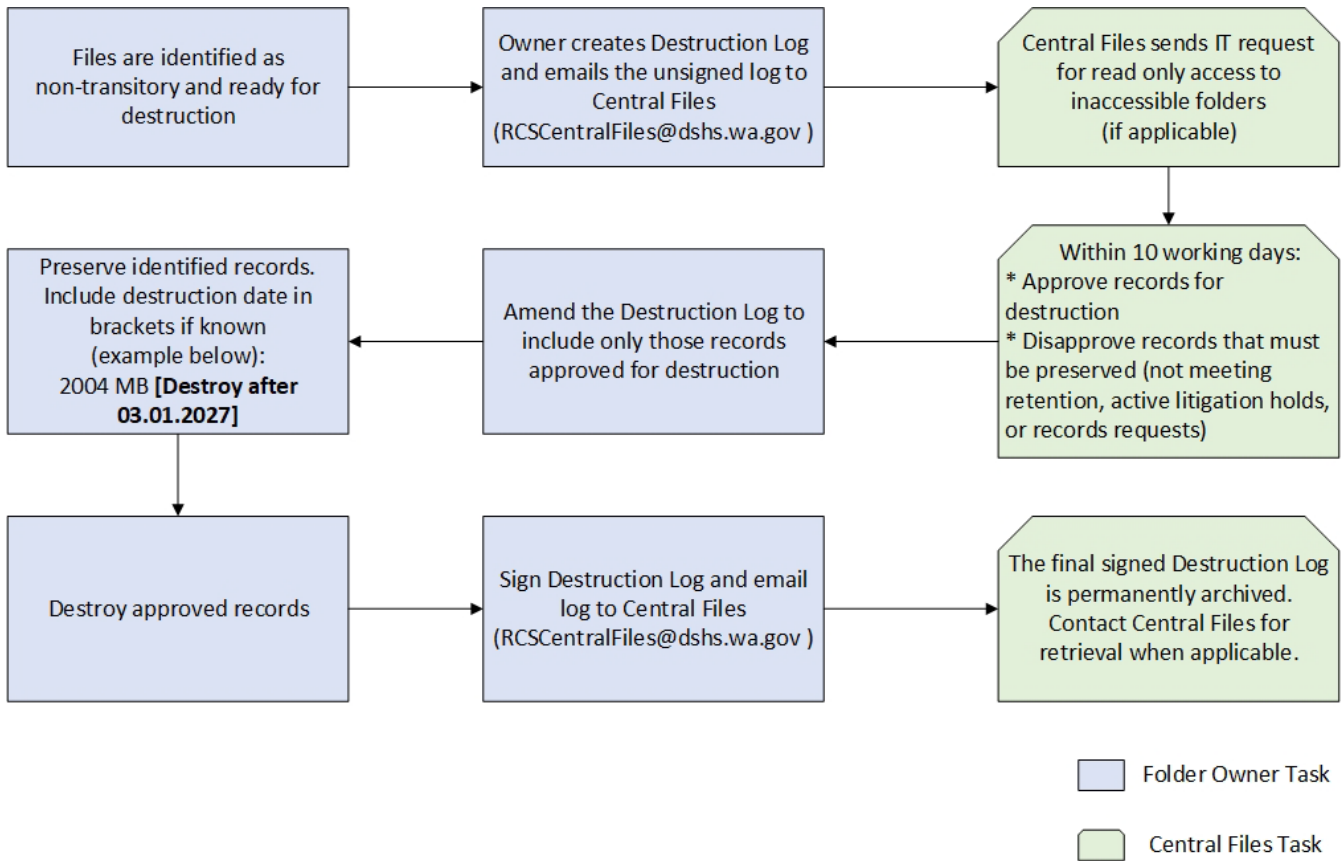 Files are identified as
non-transitory and ready for
destruction
Owner creates Destruction Log
and emails the unsigned log to
Central Files
(RCSCentralFiles@dshs.wa.gov )
Central Files sends IT request
for read only access to
inaccessible folders
(if applicable)
Within 10 working days:
* Approve records for
destruction
* Disapprove records that must
be preserved (not meeting
retention, active litigation holds,
or records requests)
Amend the Destruction Log to
include only those records
approved for destruction
Preserve identified records.
Include destruction date in
brackets if known
(example below):
2004 MB [Destroy after
03.01.2027]
Destroy approved records
Sign Destruction Log and email
log to Central Files
(RCSCentralFiles@dshs.wa.gov )
The final signed Destruction Log
is permanently archived.
Contact Central Files for
retrieval when applicable.
Folder Owner Task
Central Files Task